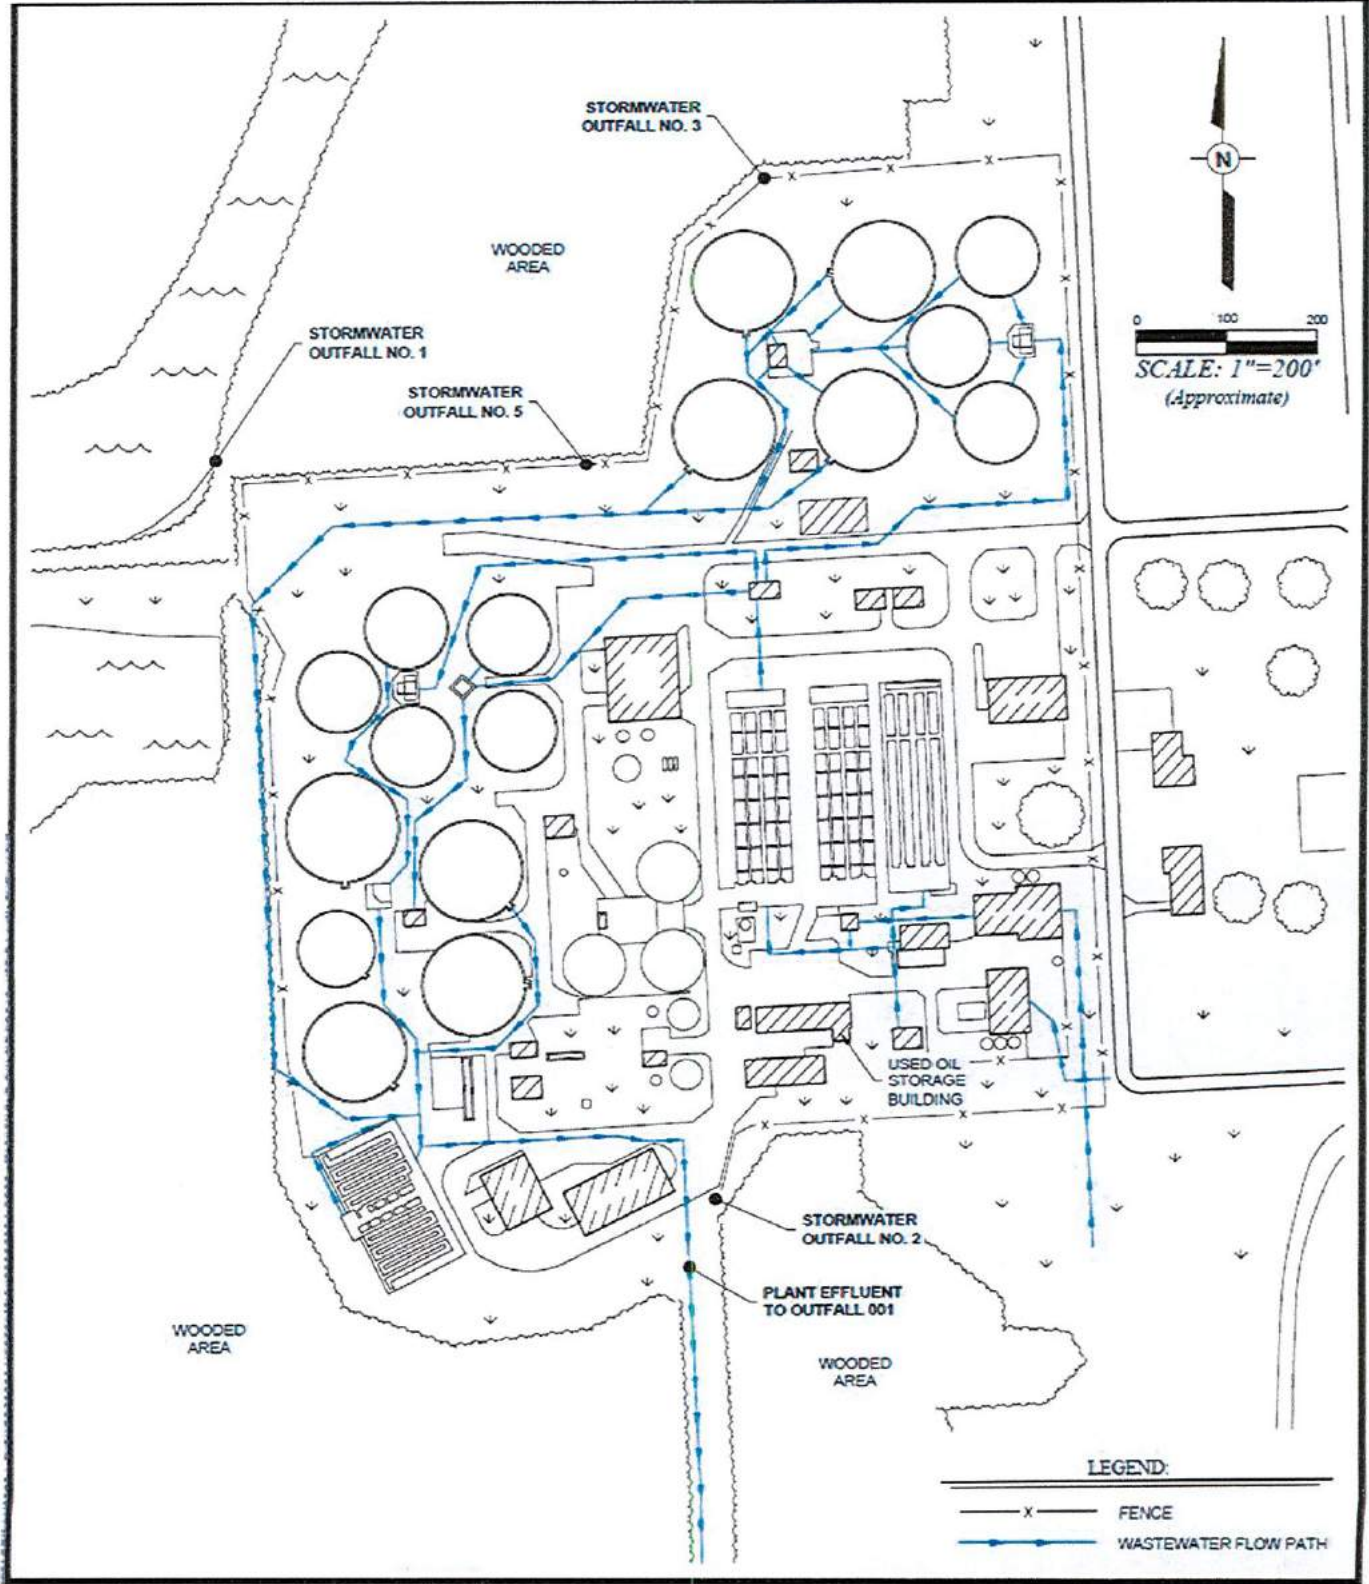 STORMWATER
OUTFALL NO. 3
N
WOODED
AREA
0 100 200
SCALE: 1"=200'
(Approximate)
STORMWATER
OUTFALL NO. 1
STORMWATER
OUTFALL NO. 5
USED OIL
STORAGE
BUILDING
STORMWATER
OUTFALL NO. 2
PLANT EFFLUENT
TO OUTFALL 001
WOODED
AREA
WOODED
AREA
LEGEND:
X FENCE
WASTEWATER FLOW PATH